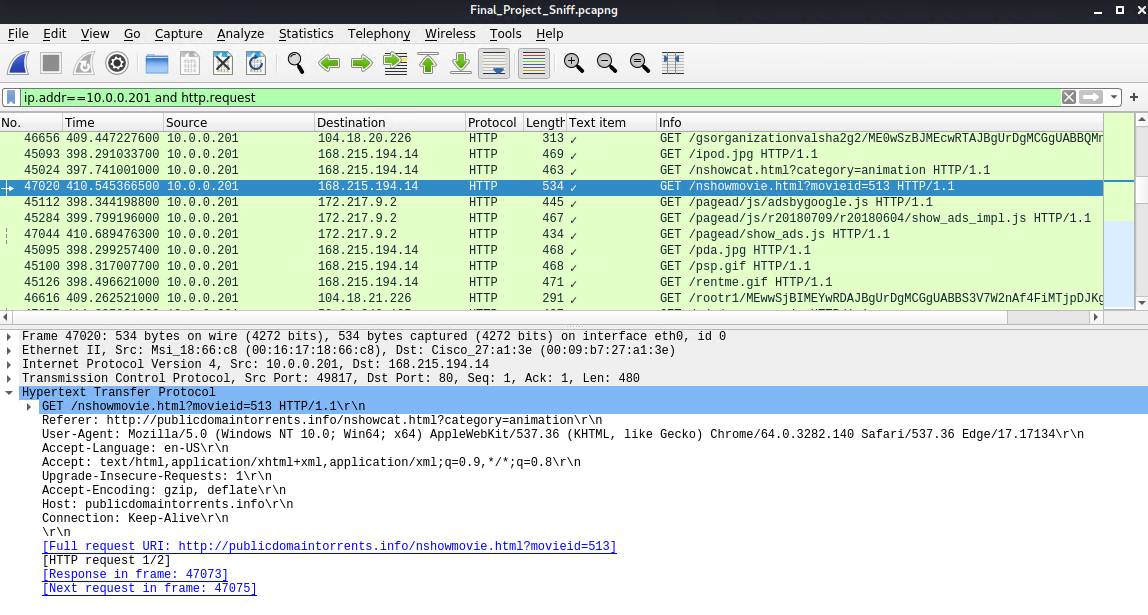 Final_Project_Sniff.pcapng
File Edit View Go Capture Analyze Statistics Telephony Wireless Tools Help
ip.addr==10.0.0.201 and http.request
No. Time Source Destination Protocol Length Text item Info
46656 409.447227600 10.0.0.201 104.18.20.226 HTTP 313 ✓ GET /gsorganizationvalsha2g2/ME0wSzBJMEcwRTAJBgUrDgMCGgUABBQMn
45093 398.291033700 10.0.0.201 168.215.194.14 HTTP 469 ✓ GET /ipod.jpg HTTP/1.1
45024 397.741001000 10.0.0.201 168.215.194.14 HTTP 463 ✓ GET /nshowcat.html?category=animation HTTP/1.1
47020 410.545366500 10.0.0.201 168.215.194.14 HTTP 534 ✓ GET /nshowmovie.html?movieid=513 HTTP/1.1
45112 398.344198800 10.0.0.201 172.217.9.2 HTTP 445 ✓ GET /pagead/js/adsbygoogle.js HTTP/1.1
45284 399.799196000 10.0.0.201 172.217.9.2 HTTP 467 ✓ GET /pagead/js/r20180709/r20180604/show_ads_impl.js HTTP/1.1
47044 410.689476300 10.0.0.201 172.217.9.2 HTTP 434 ✓ GET /pagead/show_ads.js HTTP/1.1
45095 398.299257400 10.0.0.201 168.215.194.14 HTTP 468 ✓ GET /pda.jpg HTTP/1.1
45100 398.317007700 10.0.0.201 168.215.194.14 HTTP 468 ✓ GET /psp.gif HTTP/1.1
45126 398.496621000 10.0.0.201 168.215.194.14 HTTP 471 ✓ GET /rentme.gif HTTP/1.1
46616 409.262521000 10.0.0.201 104.18.21.226 HTTP 291 ✓ GET /rootr1/MEwwSjBIMEYwRDAJBgUrDgMCGgUABBS3V7W2nAf4FiMTjpDJKg
Frame 47020: 534 bytes on wire (4272 bits), 534 bytes captured (4272 bits) on interface eth0, id 0
Ethernet II, Src: Msi_18:66:c8 (00:16:17:18:66:c8), Dst: Cisco_27:a1:3e (00:09:b7:27:a1:3e)
Internet Protocol Version 4, Src: 10.0.0.201, Dst: 168.215.194.14
Transmission Control Protocol, Src Port: 49817, Dst Port: 80, Seq: 1, Ack: 1, Len: 480
Hypertext Transfer Protocol
GET /nshowmovie.html?movieid=513 HTTP/1.1\r\n
Referer: http://publicdomaintorrents.info/nshowcat.html?category=animation\r\n
User-Agent: Mozilla/5.0 (Windows NT 10.0; Win64; x64) AppleWebKit/537.36 (KHTML, like Gecko) Chrome/64.0.3282.140 Safari/537.36 Edge/17.17134\r\n
Accept-Language: en-US\r\n
Accept: text/html,application/xhtml+xml,application/xml;q=0.9,*/*;q=0.8\r\n
Upgrade-Insecure-Requests: 1\r\n
Accept-Encoding: gzip, deflate\r\n
Host: publicdomaintorrents.info\r\n
Connection: Keep-Alive\r\n
\r\n
[Full request URI: http://publicdomaintorrents.info/nshowmovie.html?movieid=513]
[HTTP request 1/2]
[Response in frame: 47073]
[Next request in frame: 47075]